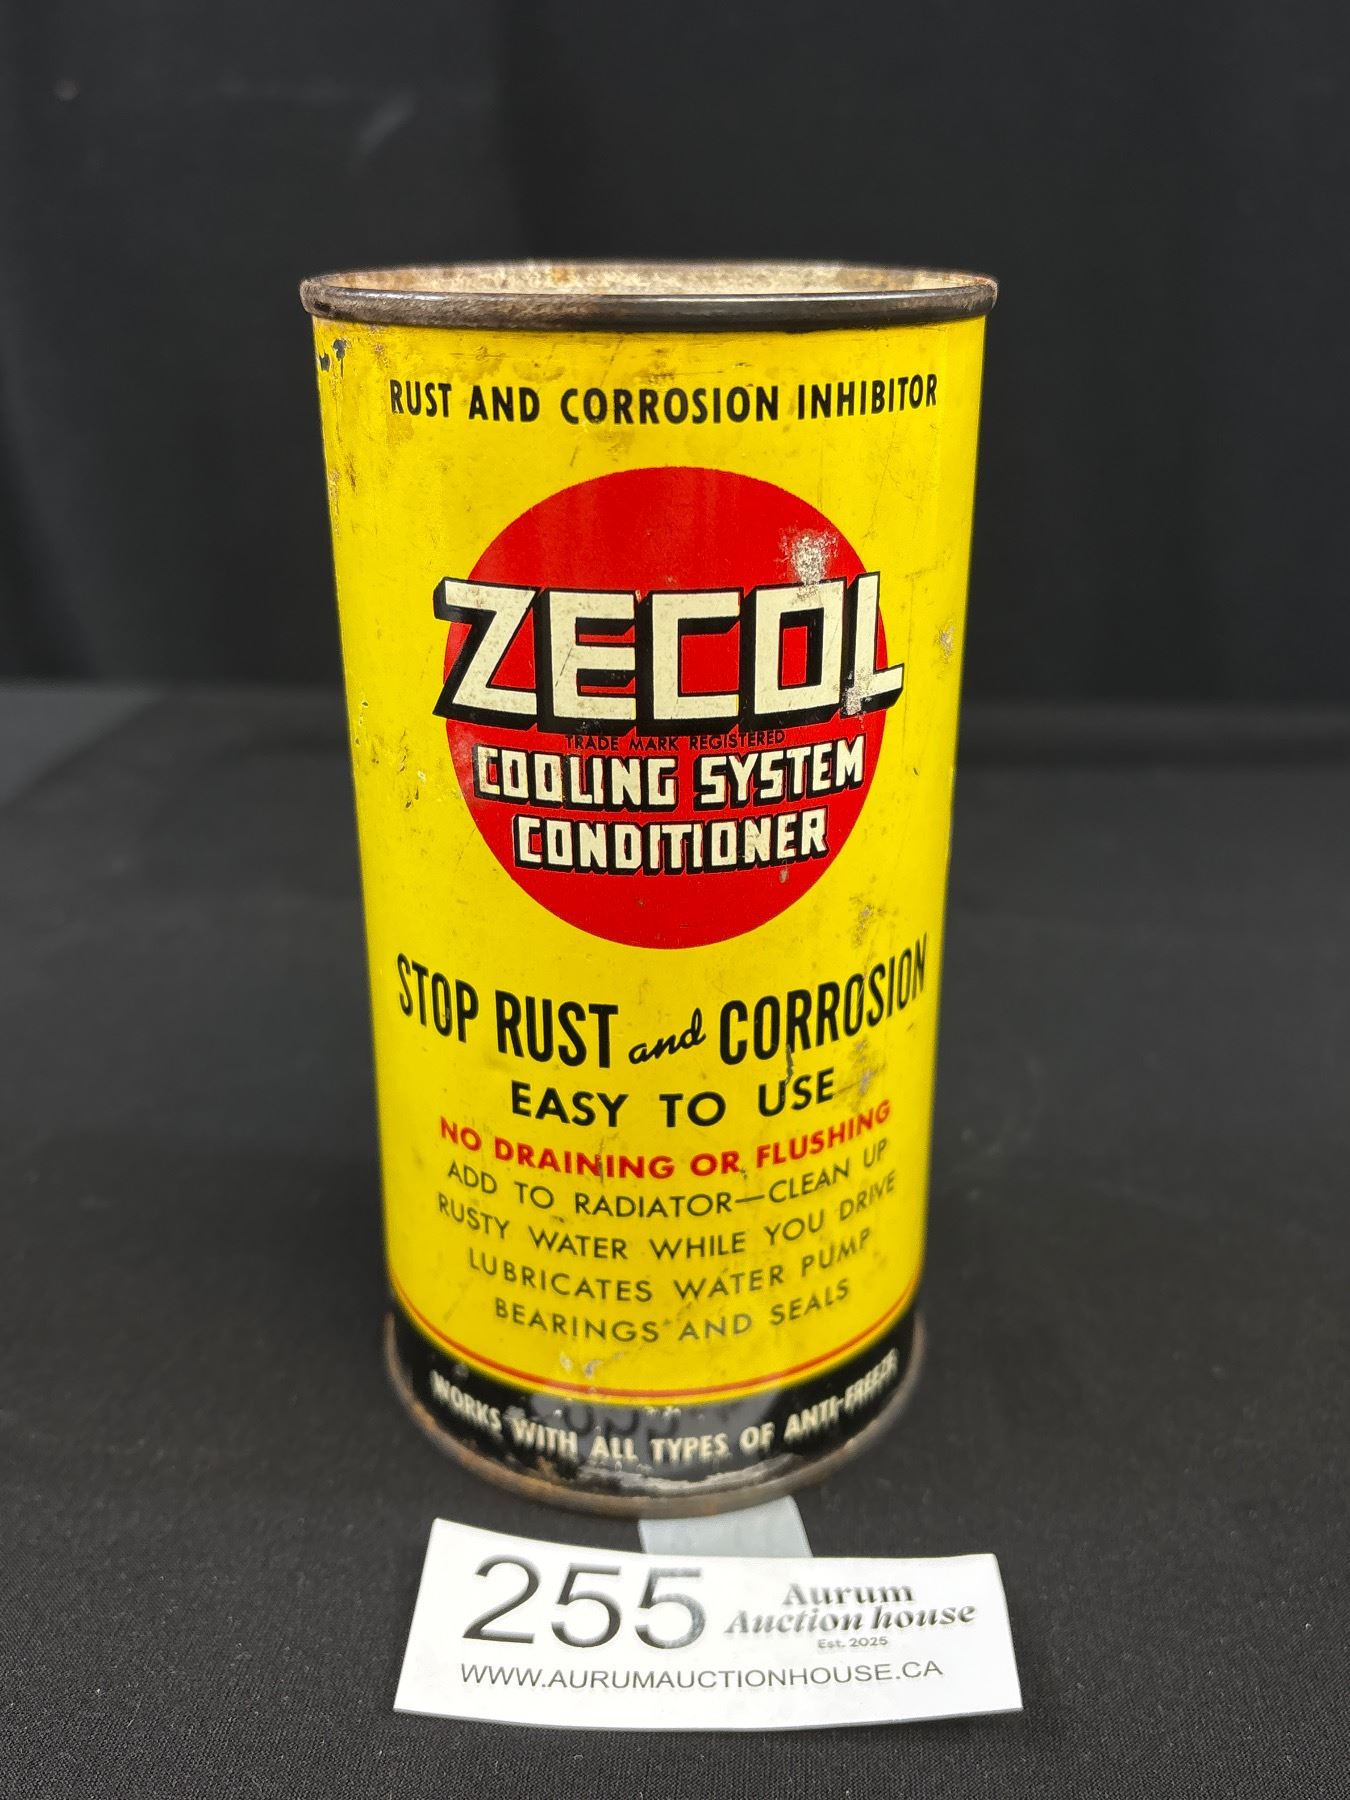 RUST AND CORROSION INHIBITOR
ZECOL
TRADE MARK REGISTERED
COOLING SYSTEM
CONDITIONER
STOP RUST and CORROSION
EASY TO USE
NO DRAINING OR FLUSHING
ADD TO RADIATOR—CLEAN UP
RUSTY WATER WHILE YOU DRIVE
LUBRICATES WATER PUMP
BEARINGS AND SEALS
WORKS WITH ALL TYPES OF ANTI-FREEZE
255
Aurum
Auction house
Est. 2025
WWW.AURUMAUCTIONHOUSE.CA